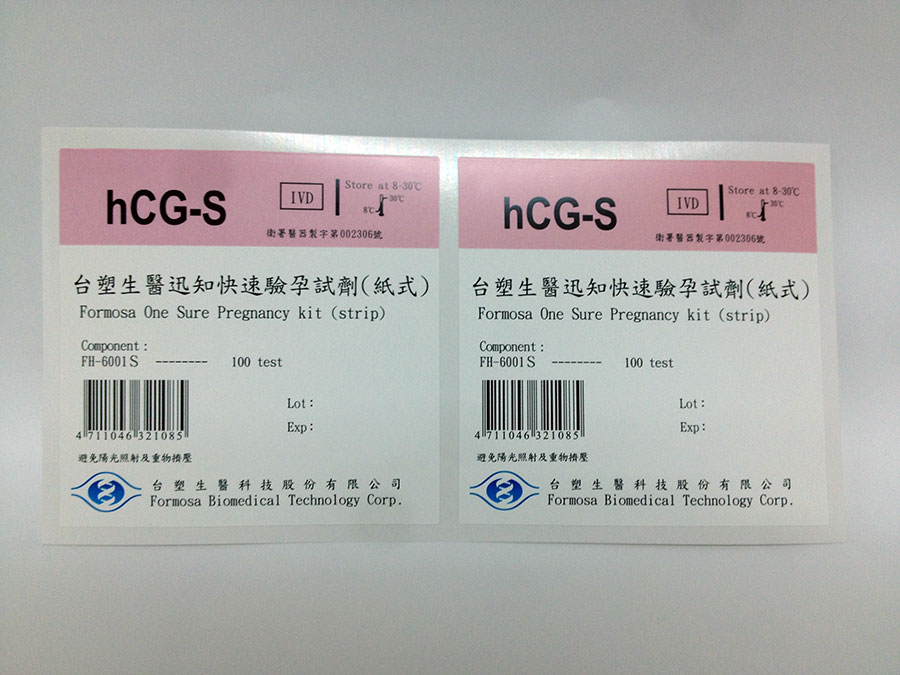 hCG-S
IVD
Store at 8-30℃
30℃
8℃
衛署醫器製字第002306號
台塑生醫迅知快速驗孕試劑(紙式)
Formosa One Sure Pregnancy kit (strip)
Component:
FH-6001S -------- 100 test
Lot:
Exp:
4 711046 321085
避免陽光照射及重物擠壓
台塑生醫科技股份有限公司
Formosa Biomedical Technology Corp.
hCG-S
IVD
Store at 8-30℃
30℃
8℃
衛署醫器製字第002306號
台塑生醫迅知快速驗孕試劑(紙式)
Formosa One Sure Pregnancy kit (strip)
Component:
FH-6001S -------- 100 test
Lot:
Exp:
4 711046 321085
避免陽光照射及重物擠壓
台塑生醫科技股份有限公司
Formosa Biomedical Technology Corp.